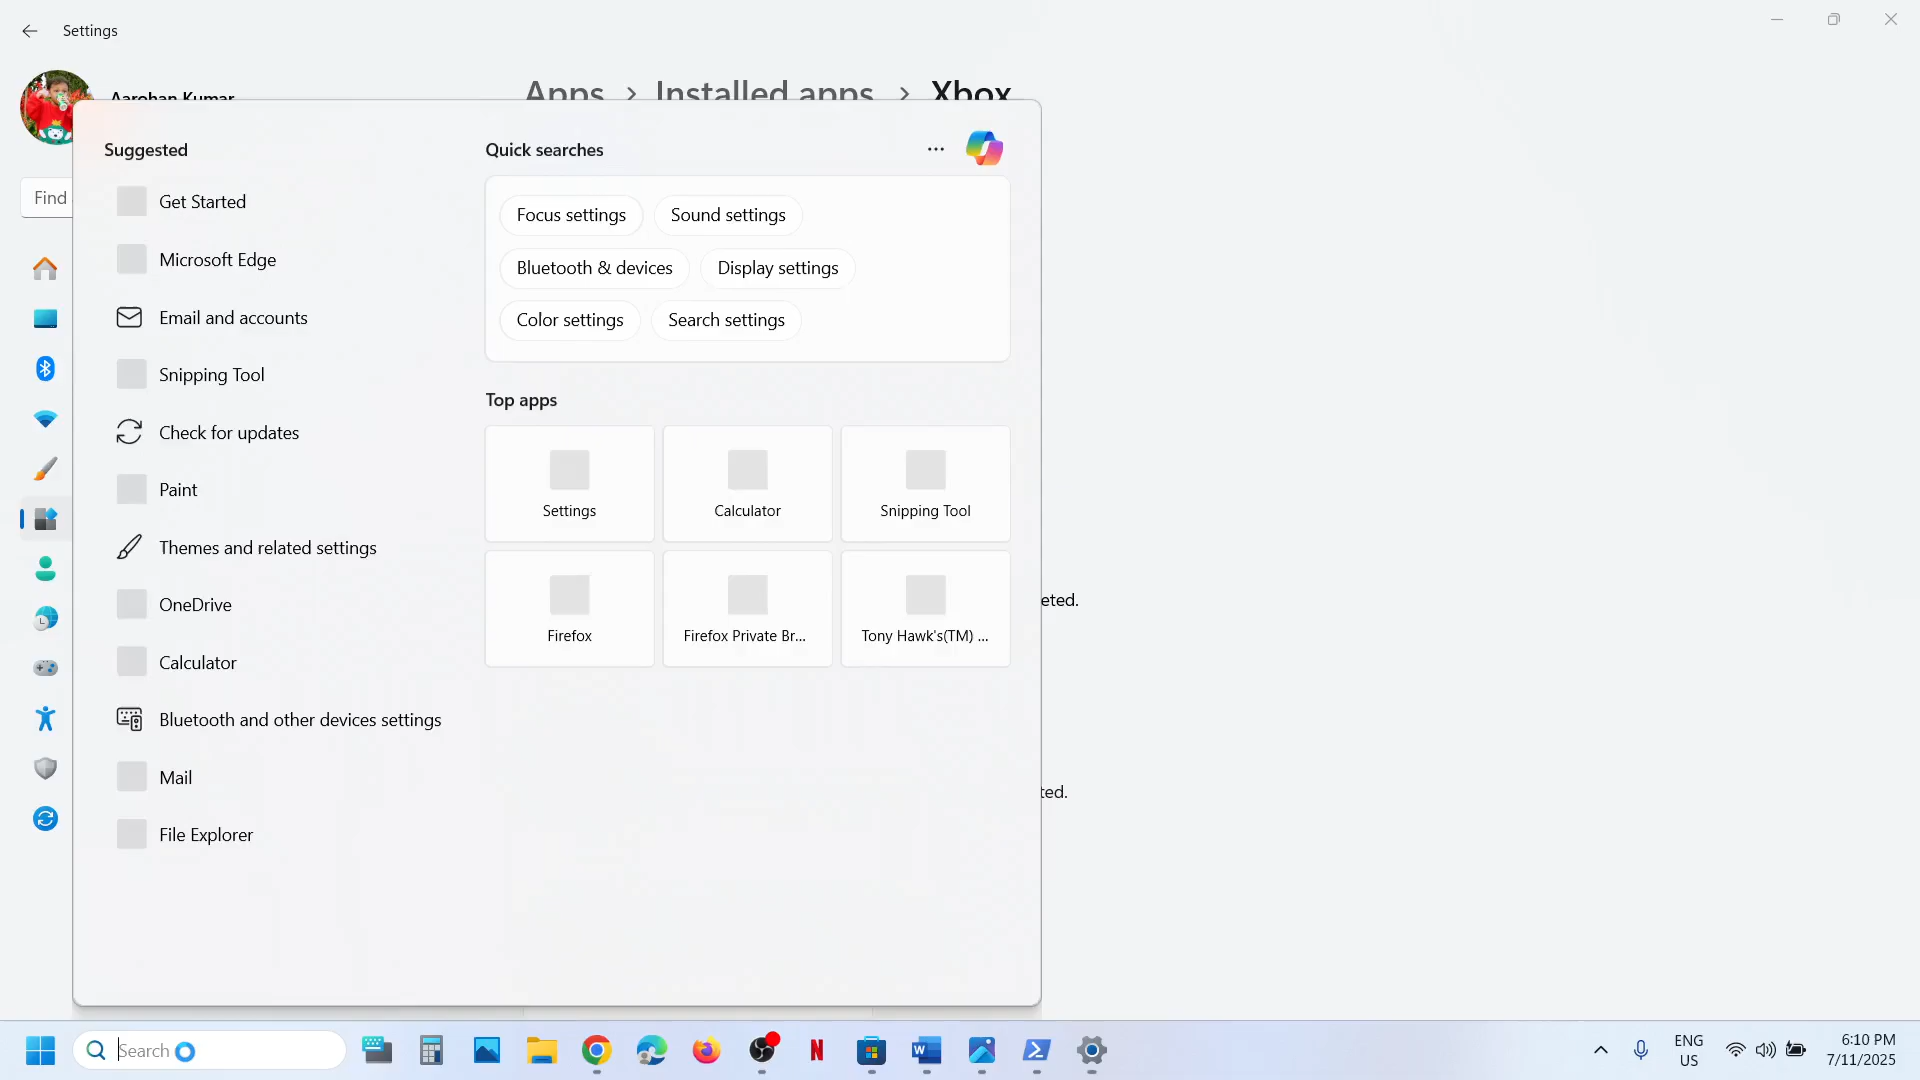 Settings
Aarohan Kumar
Apps > Installed apps > Xbox
Find
Suggested
Get Started
Microsoft Edge
Email and accounts
Snipping Tool
Check for updates
Paint
Themes and related settings
OneDrive
Calculator
Bluetooth and other devices settings
Mail
File Explorer
Quick searches
Focus settings
Sound settings
Bluetooth & devices
Display settings
Color settings
Search settings
Top apps
Settings
Calculator
Snipping Tool
Firefox
Firefox Private Br...
Tony Hawk's(TM) ...
eted.
ted.
Search
W
N
ENG
US
6:10 PM
7/11/2025